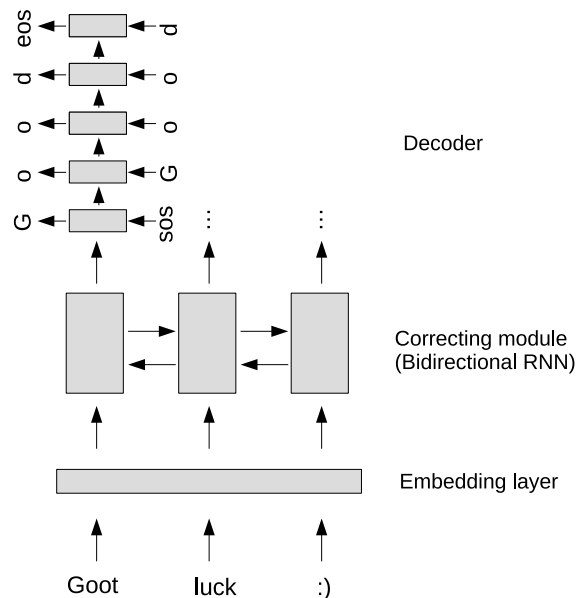 eos d
d o
o o
Decoder
o G
G sos ... ...
Correcting module
(Bidirectional RNN)
Embedding layer
Goot luck :)